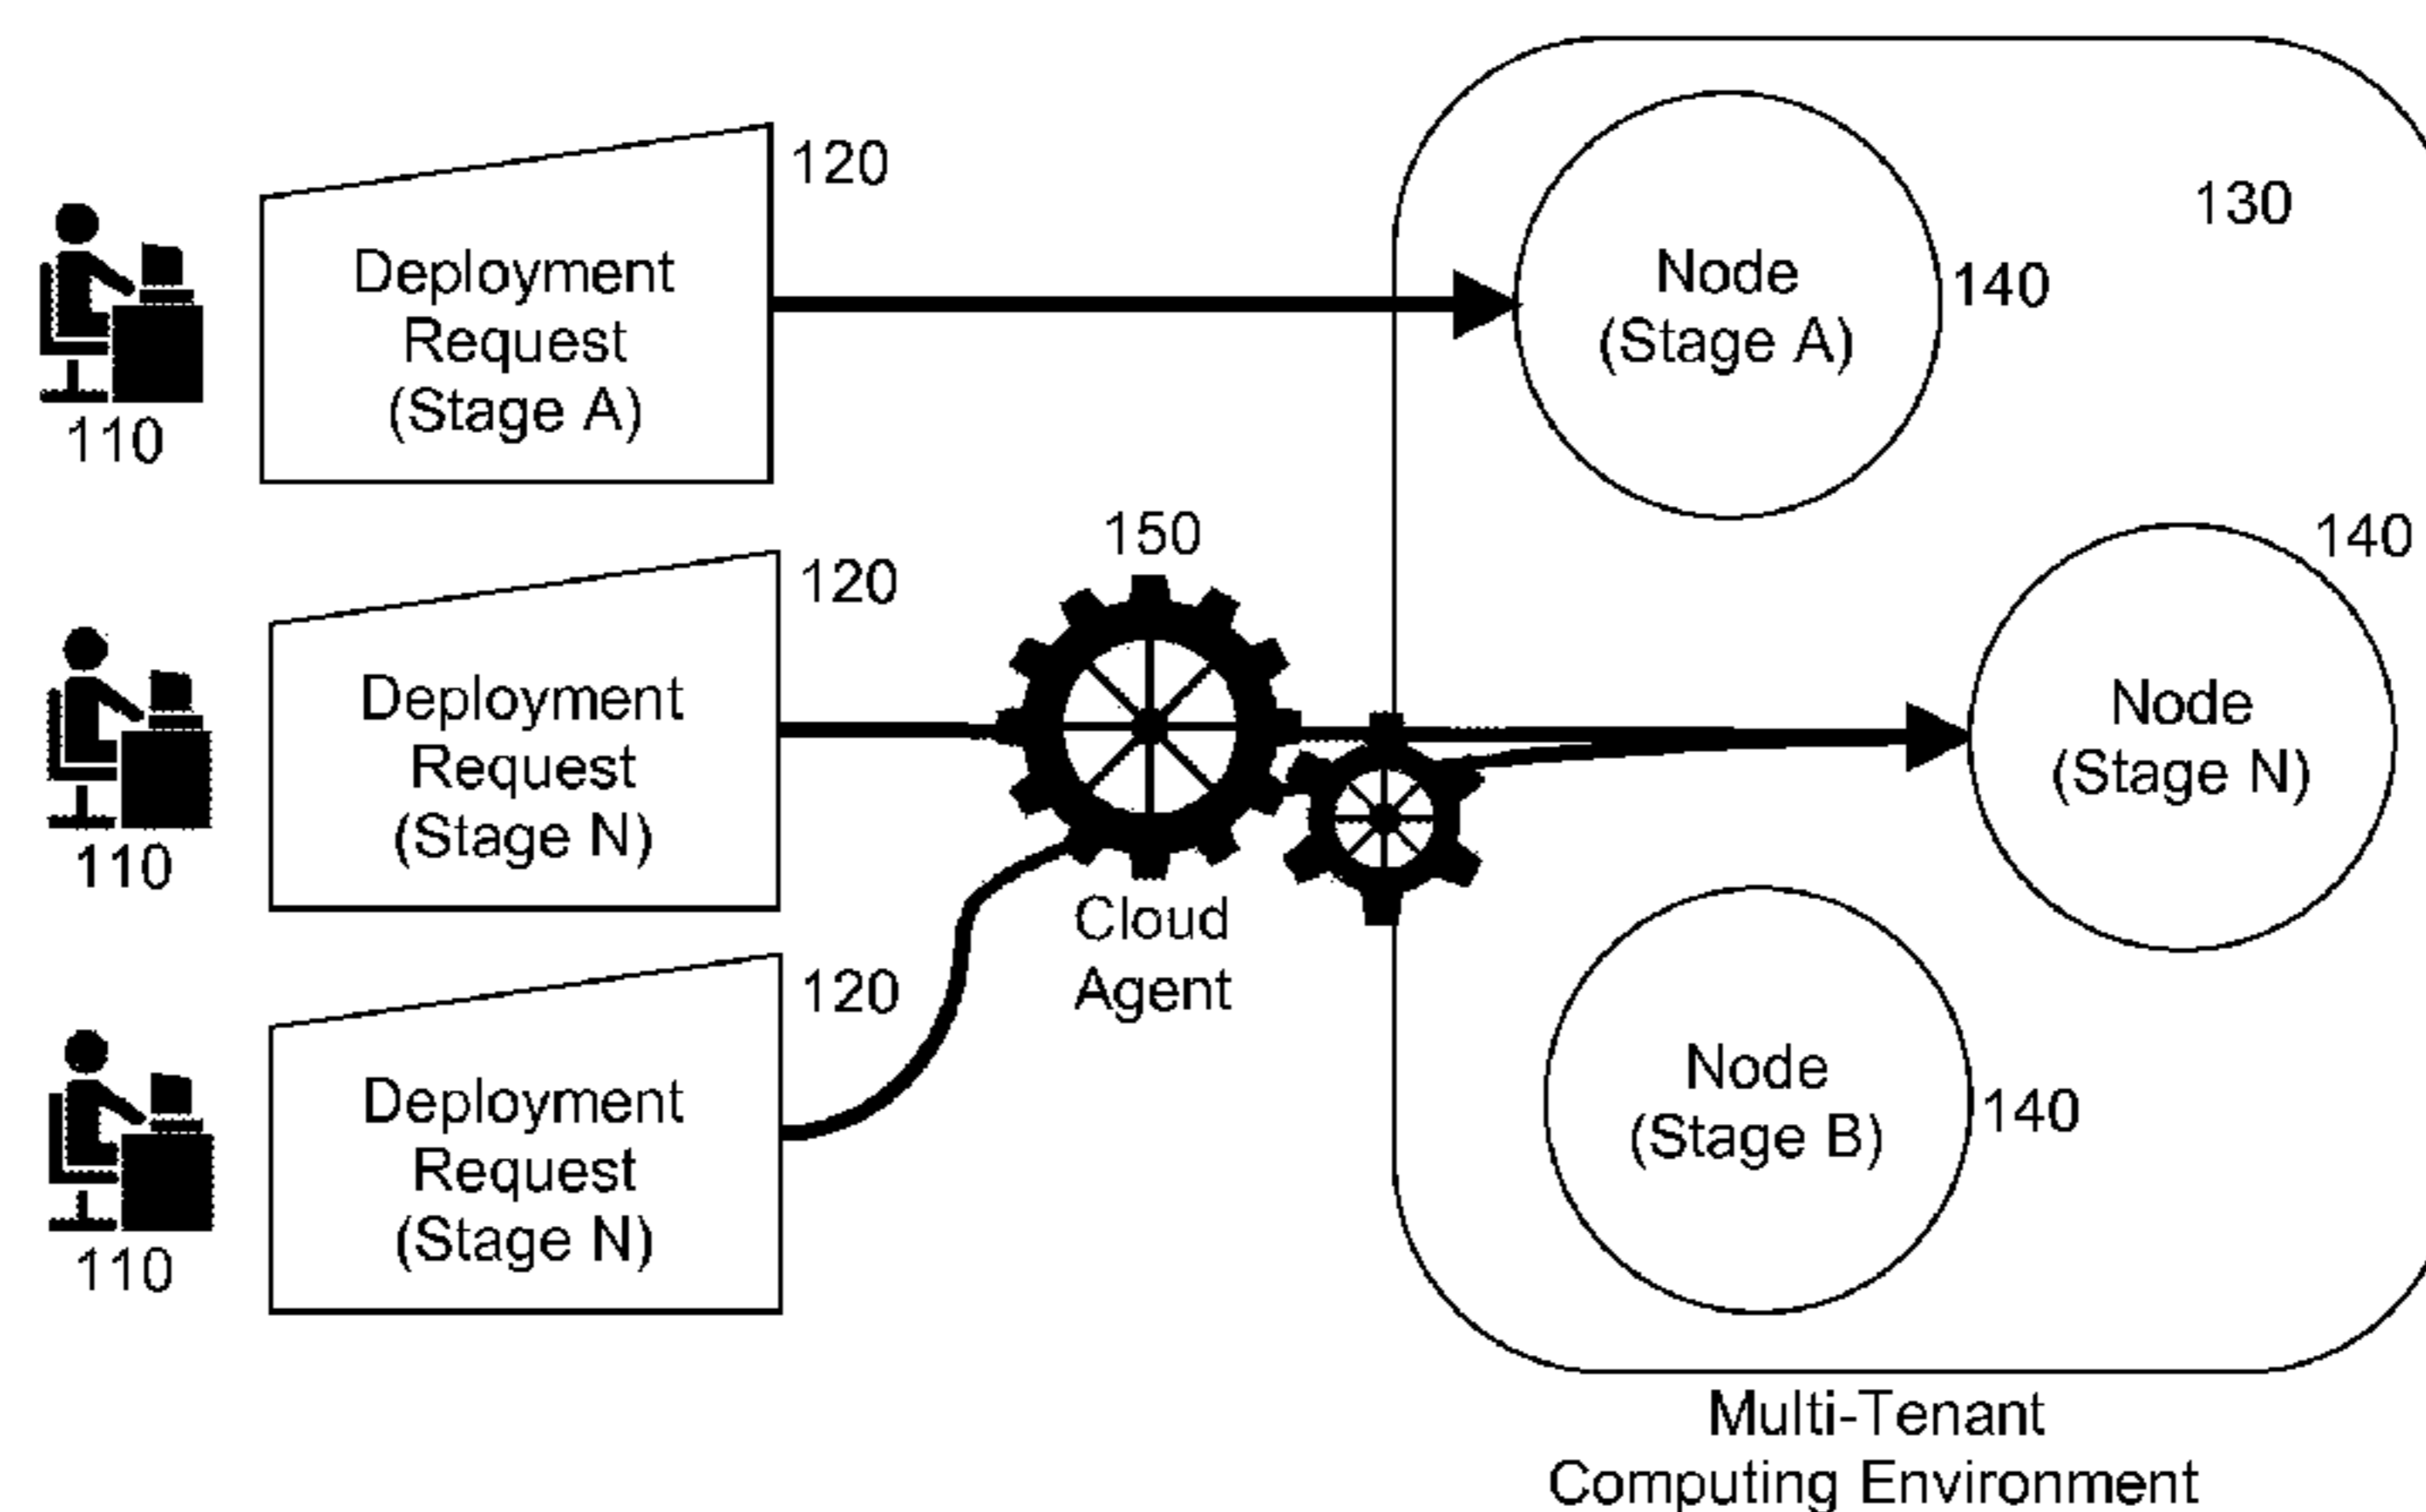 120
Deployment
Request
(Stage A)
110
130
Node
(Stage A)
140
150
120
Deployment
Request
(Stage N)
110
Cloud
Agent
140
Node
(Stage N)
120
Deployment
Request
(Stage N)
110
Node
(Stage B)
140
Multi-Tenant
Computing Environment